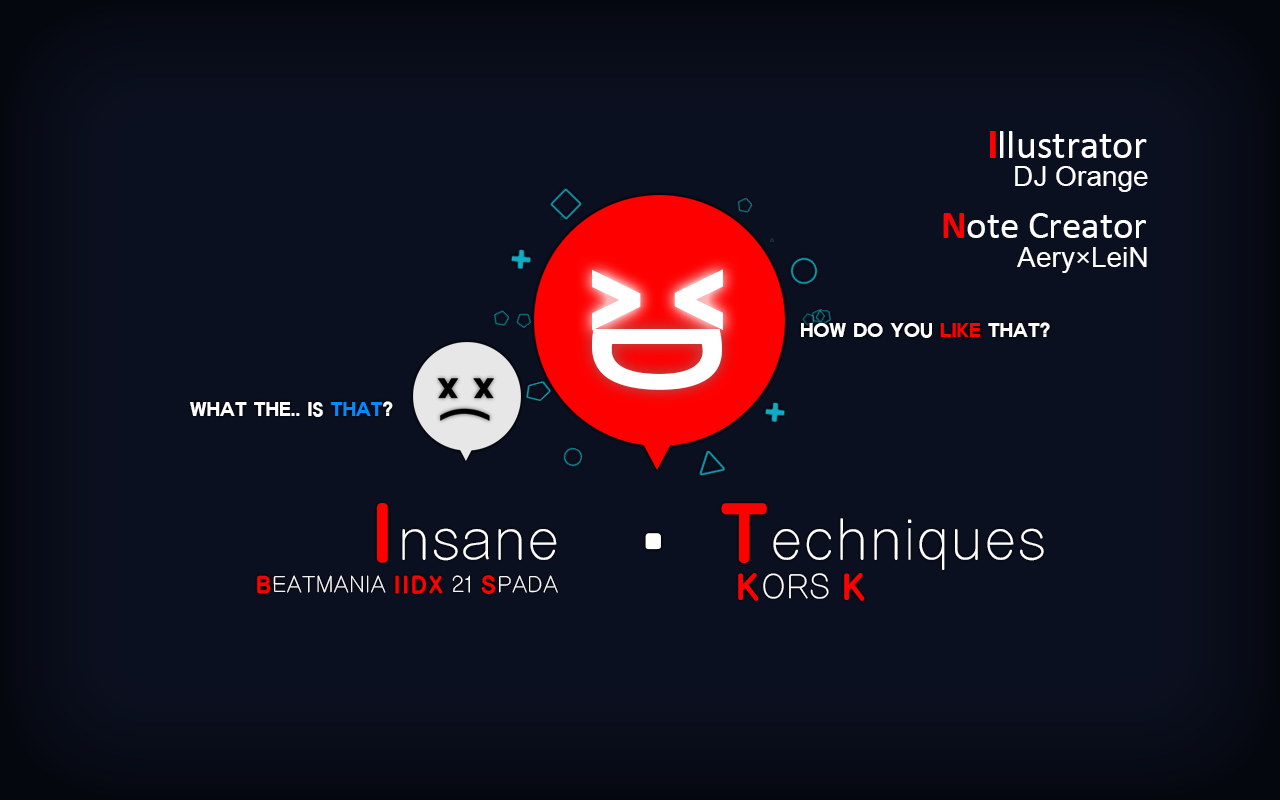 Illustrator
DJ Orange
Note Creator
Aery×LeiN
HOW DO YOU LIKE THAT?
WHAT THE.. IS THAT?
Insane ▪ Techniques
BEATMANIA IIDX 21 SPADA
KORS K